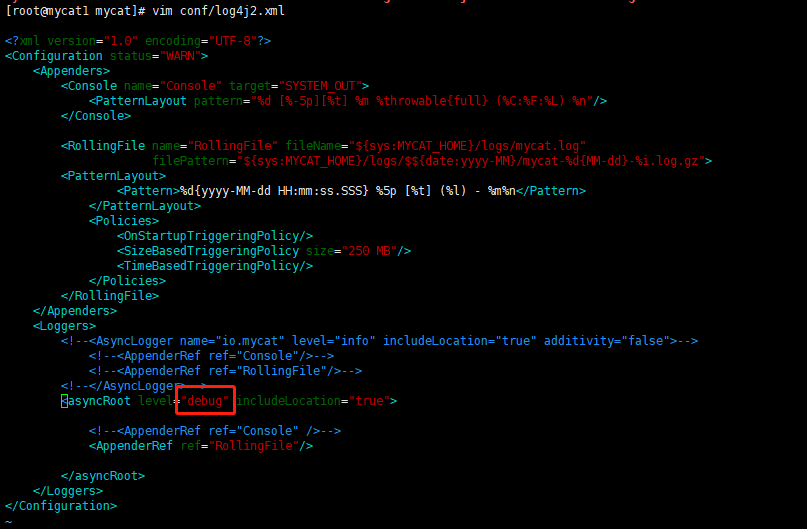 [root@mycat1 mycat]# vim conf/log4j2.xml
<?xml version="1.0" encoding="UTF-8"?>
<Configuration status="WARN">
    <Appenders>
        <Console name="Console" target="SYSTEM_OUT">
            <PatternLayout pattern="%d [%-5p][%t] %m %throwable{full} (%C:%F:%L) %n"/>
        </Console>
        <RollingFile name="RollingFile" fileName="${sys:MYCAT_HOME}/logs/mycat.log"
                     filePattern="${sys:MYCAT_HOME}/logs/$${date:yyyy-MM}/mycat-%d{MM-dd}-%i.log.gz">
        <PatternLayout>
                <Pattern>%d{yyyy-MM-dd HH:mm:ss.SSS} %5p [%t] (%l) - %m%n</Pattern>
            </PatternLayout>
            <Policies>
                <OnStartupTriggeringPolicy/>
                <SizeBasedTriggeringPolicy size="250 MB"/>
                <TimeBasedTriggeringPolicy/>
            </Policies>
        </RollingFile>
    </Appenders>
    <Loggers>
        <!--<AsyncLogger name="io.mycat" level="info" includeLocation="true" additivity="false">-->
            <!--<AppenderRef ref="Console"/>-->
            <!--<AppenderRef ref="RollingFile"/>-->
        <!--</AsyncLogger>-->
        <asyncRoot level="debug" includeLocation="true">
            <!--<AppenderRef ref="Console" />-->
            <AppenderRef ref="RollingFile"/>
        </asyncRoot>
    </Loggers>
</Configuration>
~